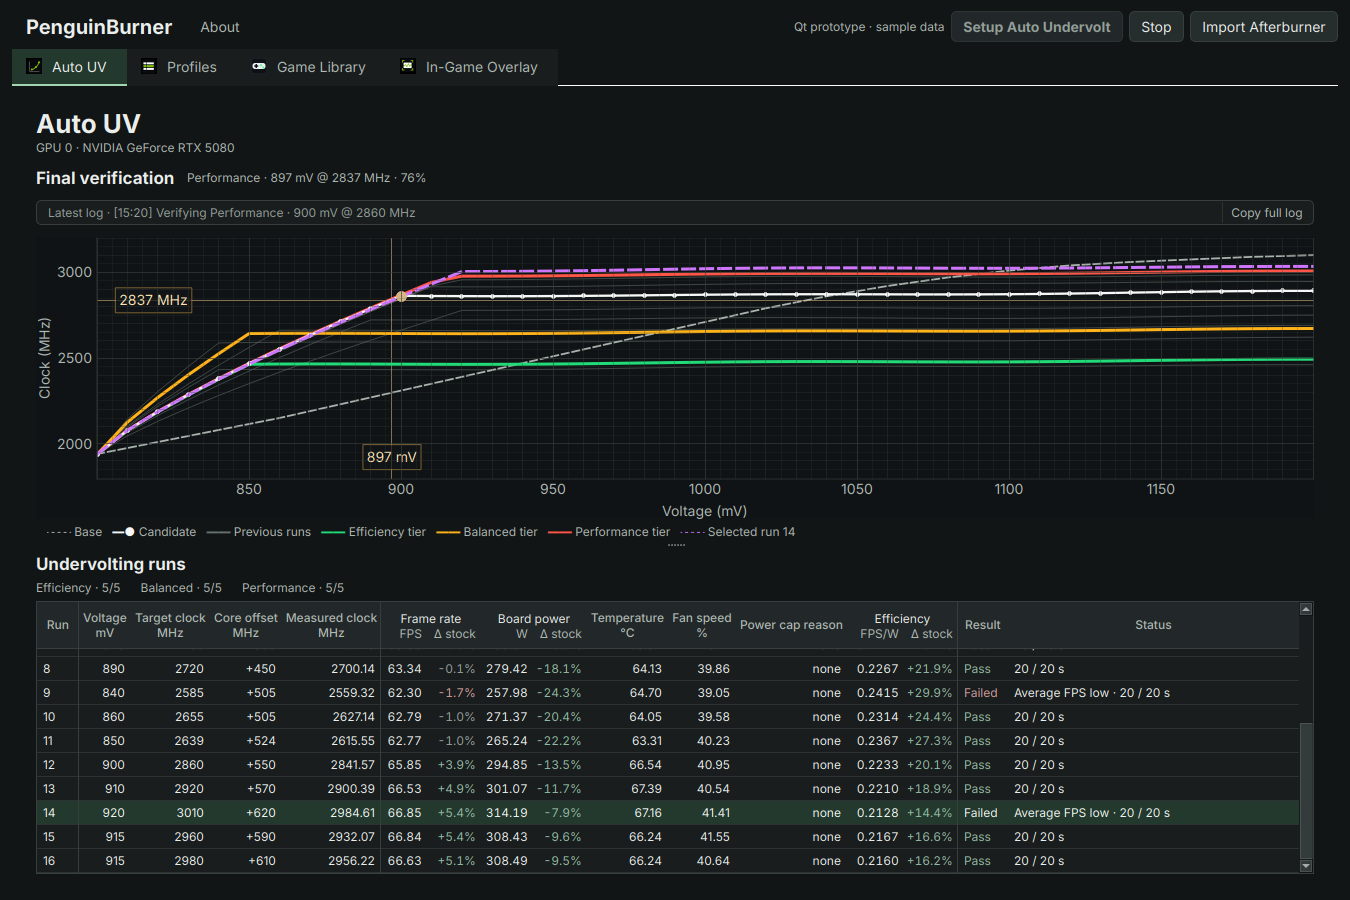 PenguinBurner About Qt prototype · sample data Setup Auto Undervolt Stop Import Afterburner
Auto UV Profiles Game Library In-Game Overlay
Auto UV
GPU 0 · NVIDIA GeForce RTX 5080
Final verification Performance · 897 mV @ 2837 MHz · 76%
Latest log · [15:20] Verifying Performance · 900 mV @ 2860 MHz Copy full log
3000
2837 MHz
2500
Clock (MHz)
2000
897 mV
850 900 950 1000 1050 1100 1150
Voltage (mV)
Base Candidate Previous runs Efficiency tier Balanced tier Performance tier Selected run 14
Undervolting runs
Efficiency · 5/5 Balanced · 5/5 Performance · 5/5
Run Voltage mV Target clock MHz Core offset MHz Measured clock MHz Frame rate FPS Δ stock Board power W Δ stock Temperature °C Fan speed % Power cap reason Efficiency FPS/W Δ stock Result Status
8 890 2720 +450 2700.14 63.34 -0.1% 279.42 -18.1% 64.13 39.86 none 0.2267 +21.9% Pass 20 / 20 s
9 840 2585 +505 2559.32 62.30 -1.7% 257.98 -24.3% 64.70 39.05 none 0.2415 +29.9% Failed Average FPS low · 20 / 20 s
10 860 2655 +505 2627.14 62.79 -1.0% 271.37 -20.4% 64.05 39.58 none 0.2314 +24.4% Pass 20 / 20 s
11 850 2639 +524 2615.55 62.77 -1.0% 265.24 -22.2% 63.31 40.23 none 0.2367 +27.3% Pass 20 / 20 s
12 900 2860 +550 2841.57 65.85 +3.9% 294.85 -13.5% 66.54 40.95 none 0.2233 +20.1% Pass 20 / 20 s
13 910 2920 +570 2900.39 66.53 +4.9% 301.07 -11.7% 67.39 40.54 none 0.2210 +18.9% Pass 20 / 20 s
14 920 3010 +620 2984.61 66.85 +5.4% 314.19 -7.9% 67.16 41.41 none 0.2128 +14.4% Failed Average FPS low · 20 / 20 s
15 915 2960 +590 2932.07 66.84 +5.4% 308.43 -9.6% 66.24 41.55 none 0.2167 +16.6% Pass 20 / 20 s
16 915 2980 +610 2956.22 66.63 +5.1% 308.49 -9.5% 66.24 40.64 none 0.2160 +16.2% Pass 20 / 20 s